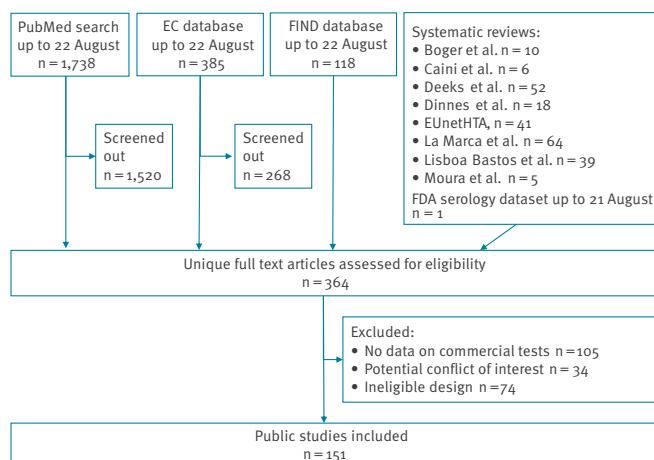 PubMed search
up to 22 August
n = 1,738
EC database
up to 22 August
n = 385
FIND database
up to 22 August
n = 118
Systematic reviews:
• Boger et al. n = 10
• Caini et al. n = 6
• Deeks et al. n = 52
• Dinnes et al. n = 18
• EUnetHTA, n = 41
• La Marca et al. n = 64
• Lisboa Bastos et al. n = 39
• Moura et al. n = 5
FDA serology dataset up to 21 August
n = 1
Screened
out
n = 1,520
Screened
out
n = 268
Unique full text articles assessed for eligibility
n = 364
Excluded:
• No data on commercial tests n = 105
• Potential conflict of interest n = 34
• Ineligible design n = 74
Public studies included
n = 151